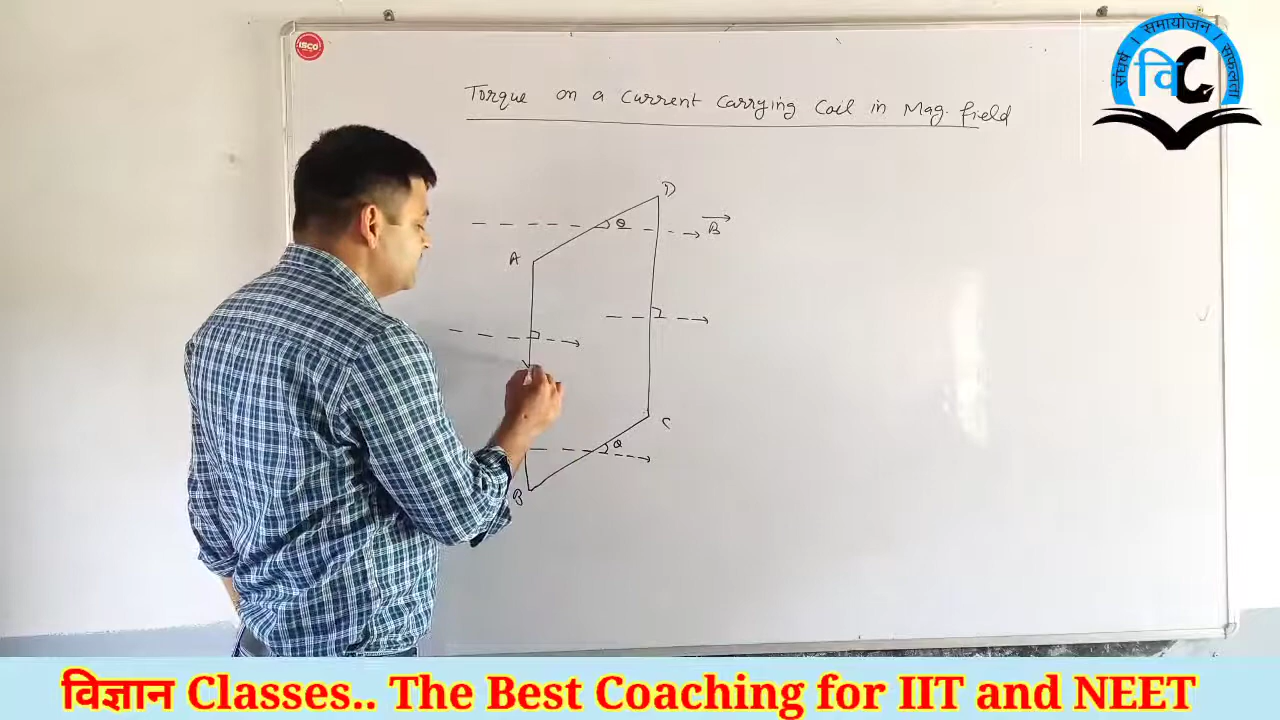 ISCO
संघर्ष । समायोजन । सफलता
वि C
Torque on a Current Carrying Coil in Mag. field
D
θ
B
A
C
θ
B
विज्ञान Classes.. The Best Coaching for IIT and NEET